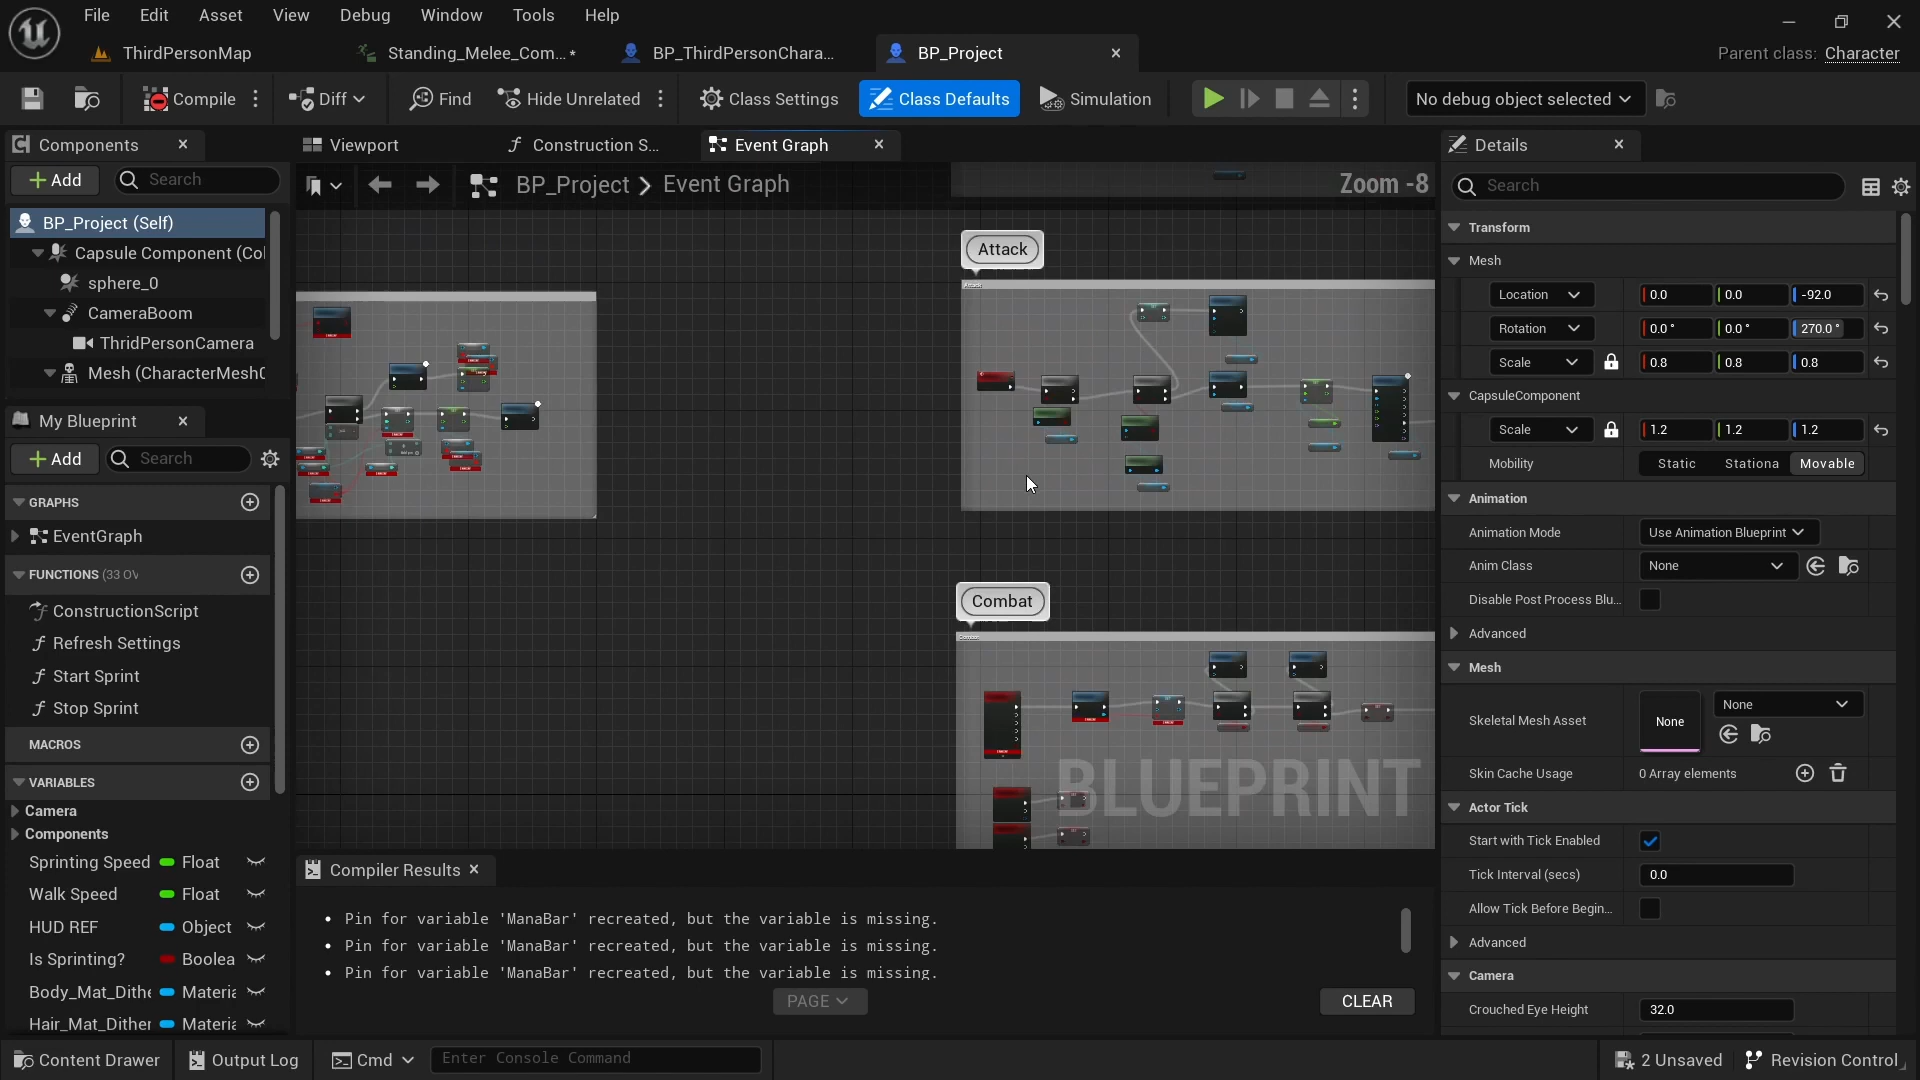 File Edit Asset View Debug Window Tools Help
ThirdPersonMap
Standing_Melee_Com... *
BP_ThirdPersonChara...
BP_Project
Parent class: Character
Compile
Diff
Find
Hide Unrelated
Class Settings
Class Defaults
Simulation
No debug object selected
Components
Viewport
Construction S...
Event Graph
Details
Add
Search
BP_Project > Event Graph
Zoom -8
Search
BP_Project (Self)
Capsule Component (Col
sphere_0
CameraBoom
ThridPersonCamera
Mesh (CharacterMesh0
My Blueprint
Add
Search
GRAPHS
EventGraph
FUNCTIONS (33 OV
ConstructionScript
Refresh Settings
Start Sprint
Stop Sprint
MACROS
VARIABLES
Camera
Components
Sprinting Speed Float
Walk Speed Float
HUD REF Object
Is Sprinting? Boolea
Body_Mat_Dithe Materia
Hair_Mat_Dither Materia
Attack
Attack
Combat
Combat
BLUEPRINT
Compiler Results
• Pin for variable 'ManaBar' recreated, but the variable is missing.
• Pin for variable 'ManaBar' recreated, but the variable is missing.
• Pin for variable 'ManaBar' recreated, but the variable is missing.
PAGE
CLEAR
Transform
Mesh
Location 0.0 0.0 -92.0
Rotation 0.0 ° 0.0 ° 270.0 °
Scale 0.8 0.8 0.8
CapsuleComponent
Scale 1.2 1.2 1.2
Mobility Static Stationa Movable
Animation
Animation Mode Use Animation Blueprint
Anim Class None
Disable Post Process Blu...
Advanced
Mesh
Skeletal Mesh Asset None None
Skin Cache Usage 0 Array elements
Actor Tick
Start with Tick Enabled
Tick Interval (secs) 0.0
Allow Tick Before Begin...
Advanced
Camera
Crouched Eye Height 32.0
Content Drawer
Output Log
Cmd
Enter Console Command
2 Unsaved
Revision Control